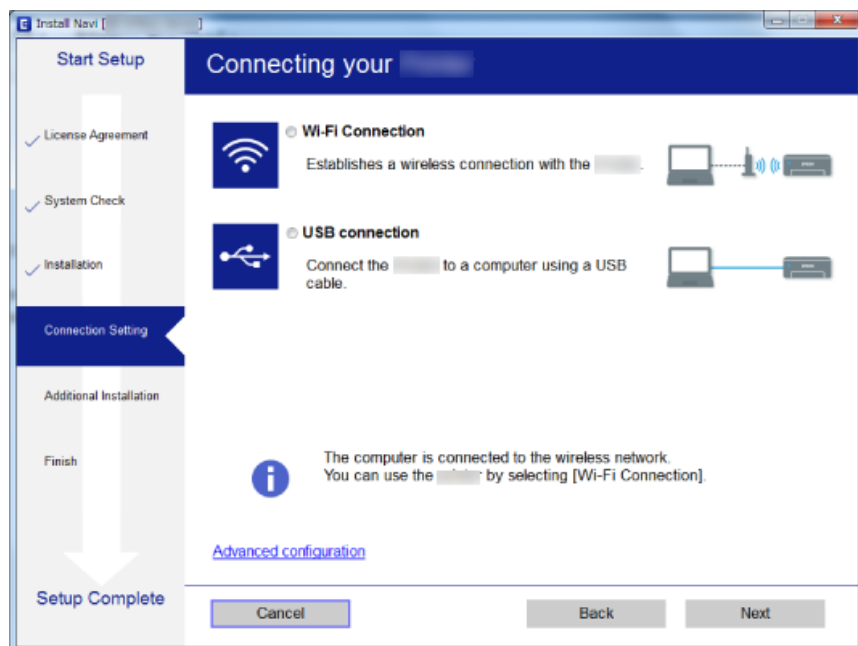 Install Navi [ ]
Start Setup
License Agreement
System Check
Installation
Connection Setting
Additional Installation
Finish
Setup Complete
Connecting your
Wi-Fi Connection
Establishes a wireless connection with the .
USB connection
Connect the to a computer using a USB
cable.
The computer is connected to the wireless network.
You can use the by selecting [Wi-Fi Connection].
Advanced configuration
Cancel
Back
Next